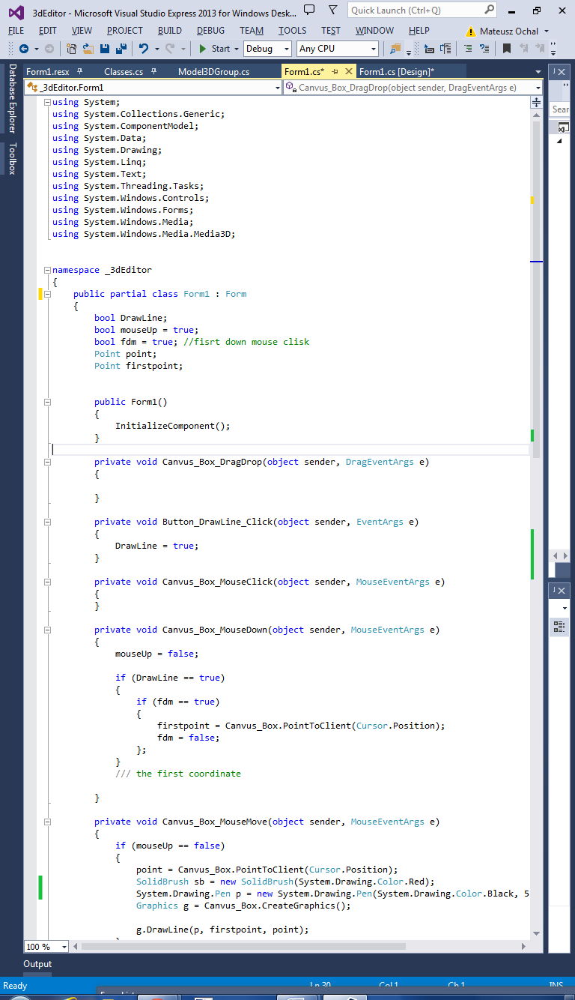 3dEditor - Microsoft Visual Studio Express 2013 for Windows Desk...
Quick Launch (Ctrl+Q)
FILE EDIT VIEW PROJECT BUILD DEBUG TEAM TOOLS TEST WINDOW HELP Mateusz Ochal
Start Debug Any CPU
Database Explorer
Toolbox
Form1.resx Classes.cs Model3DGroup.cs Form1.cs* Form1.cs [Design]*
_3dEditor.Form1 Canvus_Box_DragDrop(object sender, DragEventArgs e)
Sear
using System;
using System.Collections.Generic;
using System.ComponentModel;
using System.Data;
using System.Drawing;
using System.Linq;
using System.Text;
using System.Threading.Tasks;
using System.Windows.Controls;
using System.Windows.Forms;
using System.Windows.Media;
using System.Windows.Media.Media3D;
namespace _3dEditor
{
public partial class Form1 : Form
{
bool DrawLine;
bool mouseUp = true;
bool fdm = true; //fisrt down mouse clisk
Point point;
Point firstpoint;
public Form1()
{
InitializeComponent();
}
private void Canvus_Box_DragDrop(object sender, DragEventArgs e)
{
}
private void Button_DrawLine_Click(object sender, EventArgs e)
{
DrawLine = true;
}
private void Canvus_Box_MouseClick(object sender, MouseEventArgs e)
{
}
private void Canvus_Box_MouseDown(object sender, MouseEventArgs e)
{
mouseUp = false;
if (DrawLine == true)
{
if (fdm == true)
{
firstpoint = Canvus_Box.PointToClient(Cursor.Position);
fdm = false;
};
}
/// the first coordinate
}
private void Canvus_Box_MouseMove(object sender, MouseEventArgs e)
{
if (mouseUp == false)
{
point = Canvus_Box.PointToClient(Cursor.Position);
SolidBrush sb = new SolidBrush(System.Drawing.Color.Red);
System.Drawing.Pen p = new System.Drawing.Pen(System.Drawing.Color.Black, 5
Graphics g = Canvus_Box.CreateGraphics();
g.DrawLine(p, firstpoint, point);
100 %
Output
Ready Ln 30 Col 1 Ch 1 INS